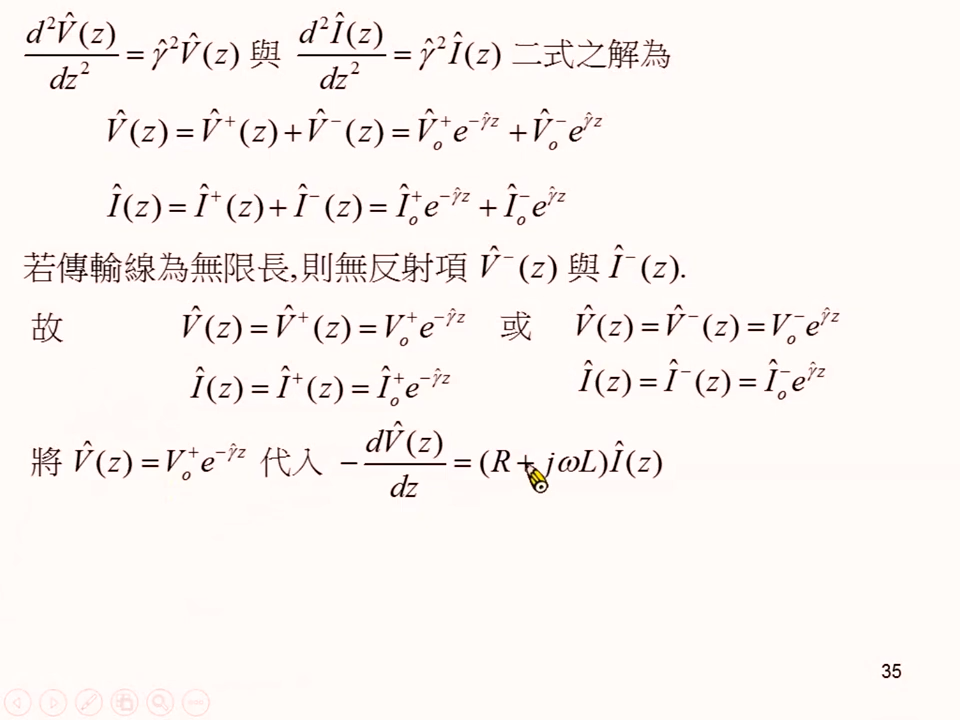 d²V̂(z)/dz² = γ̂²V̂(z) 與 d²Î(z)/dz² = γ̂²Î(z) 二式之解為
V̂(z) = V̂⁺(z) + V̂⁻(z) = V̂ₒ⁺e^(−γ̂z) + V̂ₒ⁻e^(γ̂z)
Î(z) = Î⁺(z) + Î⁻(z) = Îₒ⁺e^(−γ̂z) + Îₒ⁻e^(γ̂z)
若傳輸線為無限長,則無反射項 V̂⁻(z) 與 Î⁻(z).
故 V̂(z) = V̂⁺(z) = Vₒ⁺e^(−γ̂z) 或 V̂(z) = V̂⁻(z) = Vₒ⁻e^(γ̂z)
Î(z) = Î⁺(z) = Îₒ⁺e^(−γ̂z) Î(z) = Î⁻(z) = Îₒ⁻e^(γ̂z)
將 V̂(z) = Vₒ⁺e^(−γ̂z) 代入 −dV̂(z)/dz = (R + jωL)Î(z)
35